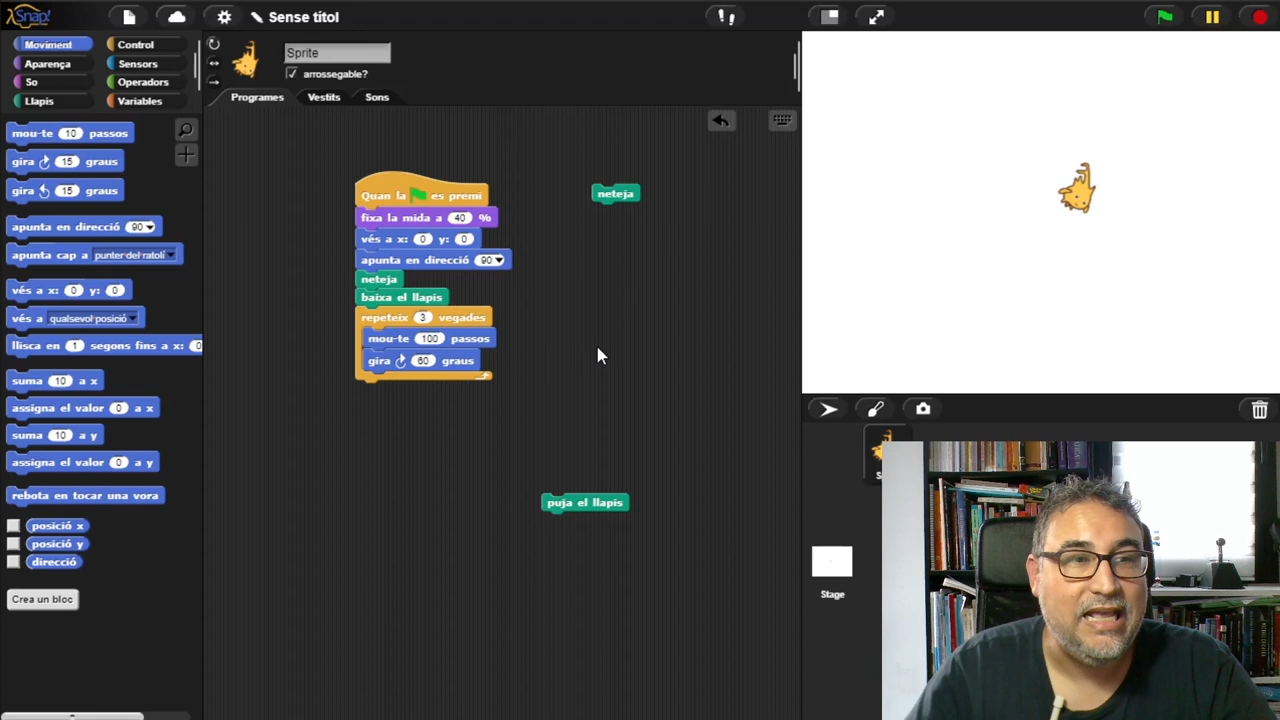 Snap!
Sense títol
Moviment
Control
Aparença
Sensors
So
Operadors
Llapis
Variables
mou-te 10 passos
gira 15 graus
gira 15 graus
apunta en direcció 90
apunta cap a punter del ratolí
vés a x: 0 y: 0
vés a qualsevol posició
llisca en 1 segons fins a x: 0
suma 10 a x
assigna el valor 0 a x
suma 10 a y
assigna el valor 0 a y
rebota en tocar una vora
posició x
posició y
direcció
Crea un bloc
Sprite
arrossegable?
Programes
Vestits
Sons
Quan la es premi
fixa la mida a 40 %
vés a x: 0 y: 0
apunta en direcció 90
neteja
baixa el llapis
repeteix 3 vegades
mou-te 100 passos
gira 60 graus
neteja
puja el llapis
Stage